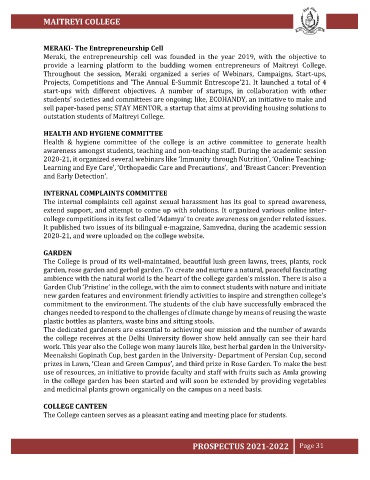 MAITREYI COLLEGE
MERAKI- The Entrepreneurship Cell
Meraki, the entrepreneurship cell was founded in the year 2019, with the objective to
provide a learning platform to the budding women entrepreneurs of Maitreyi College.
Throughout the session, Meraki organized a series of Webinars, Campaigns, Start-ups,
Projects, Competitions and 'The Annual E-Summit Entrescope'21. It launched a total of 4
start-ups with different objectives. A number of startups, in collaboration with other
students' societies and committees are ongoing; like, ECOHANDY, an initiative to make and
sell paper-based pens; STAY MENTOR, a startup that aims at providing housing solutions to
outstation students of Maitreyi College.
HEALTH AND HYGIENE COMMITTEE
Health & hygiene committee of the college is an active committee to generate health
awareness amongst students, teaching and non-teaching staff. During the academic session
2020-21, it organized several webinars like 'Immunity through Nutrition', 'Online Teaching-
Learning and Eye Care', 'Orthopaedic Care and Precautions', and 'Breast Cancer: Prevention
and Early Detection'.
INTERNAL COMPLAINTS COMMITTEE
The internal complaints cell against sexual harassment has its goal to spread awareness,
extend support, and attempt to come up with solutions. It organized various online inter-
college competitions in its fest called 'Adamya' to create awareness on gender related issues.
It published two issues of its bilingual e-magazine, Samvedna, during the academic session
2020-21, and were uploaded on the college website.
GARDEN
The College is proud of its well-maintained, beautiful lush green lawns, trees, plants, rock
garden, rose garden and gerbal garden. To create and nurture a natural, peaceful fascinating
ambience with the natural world is the heart of the college garden's mission. There is also a
Garden Club 'Pristine' in the college, with the aim to connect students with nature and initiate
new garden features and environment friendly activities to inspire and strengthen college's
commitment to the environment. The students of the club have successfully embraced the
changes needed to respond to the challenges of climate change by means of reusing the waste
plastic bottles as planters, waste bins and sitting stools.
The dedicated gardeners are essential to achieving our mission and the number of awards
the college receives at the Delhi University flower show held annually can see their hard
work. This year also the College won many laurels like, best herbal garden in the University-
Meenakshi Gopinath Cup, best garden in the University- Department of Persian Cup, second
prizes in Lawn, 'Clean and Green Campus', and third prize in Rose Garden. To make the best
use of resources, an initiative to provide faculty and staff with fruits such as Amla growing
in the college garden has been started and will soon be extended by providing vegetables
and medicinal plants grown organically on the campus on a need basis.
COLLEGE CANTEEN
The College canteen serves as a pleasant eating and meeting place for students.
PROSPECTUS 2021-2022 Page 31